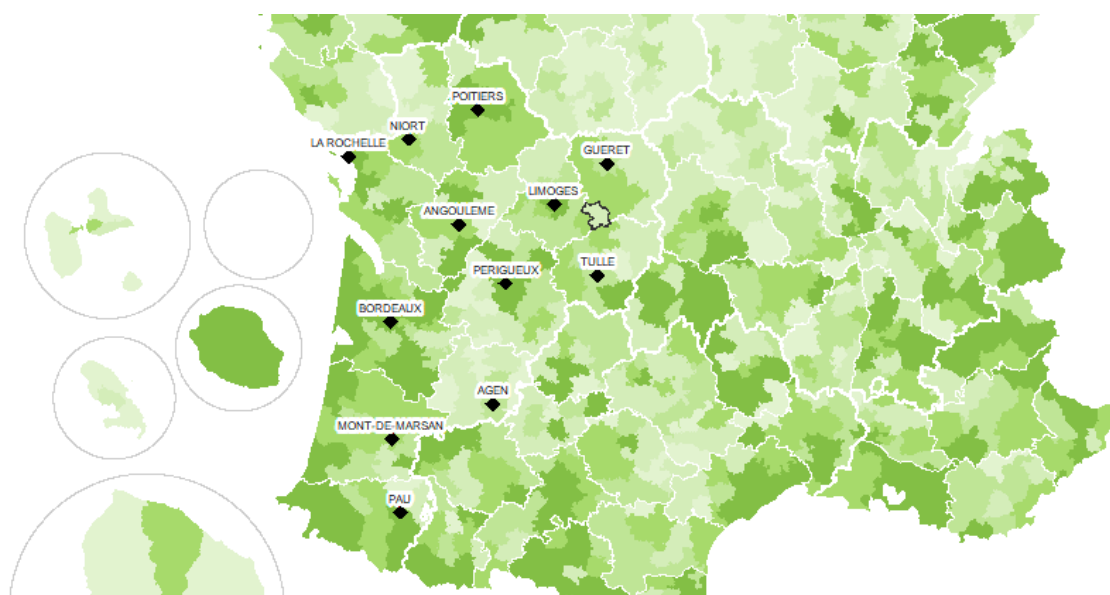 POITIERS
NIORT
LA ROCHELLE
GUERET
LIMOGES
ANGOULEME
TULLE
PERIGUEUX
BORDEAUX
AGEN
MONT-DE-MARSAN
PAU